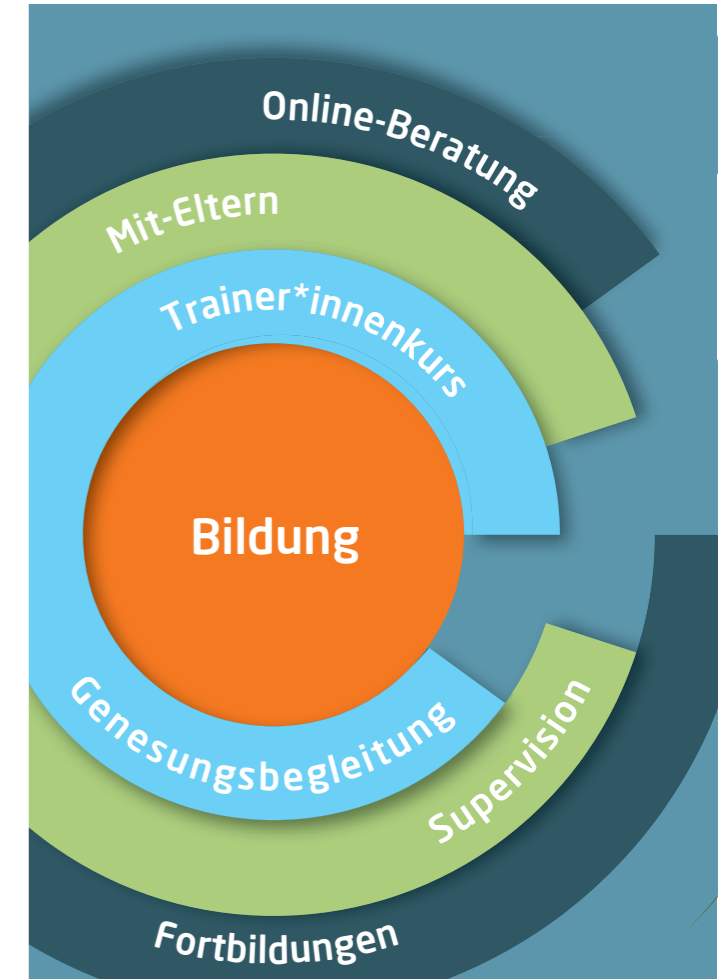 Online-Beratung
Mit-Eltern
Trainer*innenkurs
Bildung
Genesungsbegleitung
Supervision
Fortbildungen